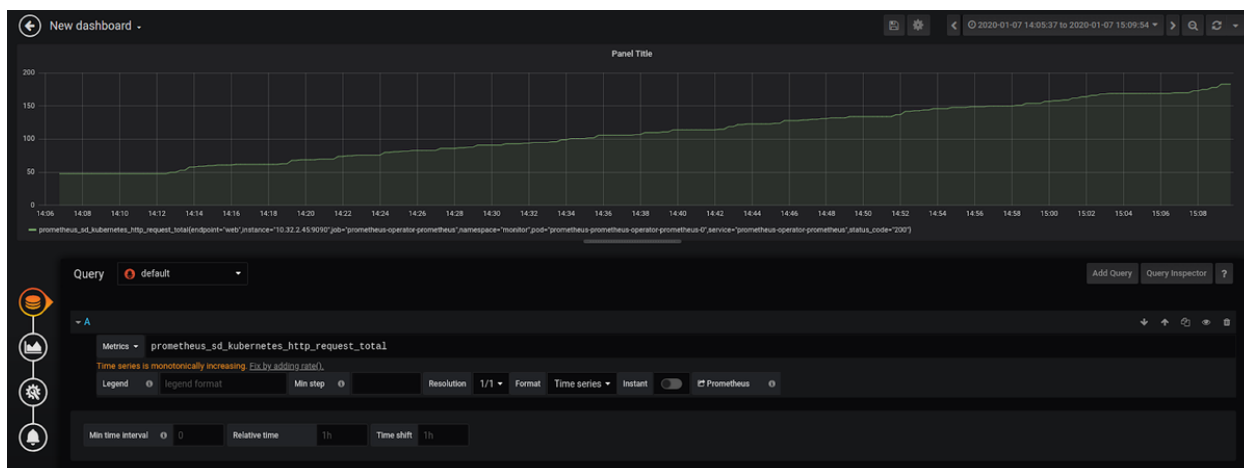 New dashboard
2020-01-07 14:05:37 to 2020-01-07 15:09:54
Panel Title
200
150
100
50
0
14:06 14:08 14:10 14:12 14:14 14:16 14:18 14:20 14:22 14:24 14:26 14:28 14:30 14:32 14:34 14:36 14:38 14:40 14:42 14:44 14:46 14:48 14:50 14:52 14:54 14:56 14:58 15:00 15:02 15:04 15:06 15:08
prometheus_sd_kubernetes_http_request_total{endpoint="web",instance="10.32.2.45:9090",job="prometheus-operator-prometheus",namespace="monitor",pod="prometheus-prometheus-operator-prometheus-0",service="prometheus-operator-prometheus",status_code="200"}
Query default Add Query Query Inspector ?
A
Metrics prometheus_sd_kubernetes_http_request_total
Time series is monotonically increasing. Fix by adding rate().
Legend legend format Min step Resolution 1/1 Format Time series Instant Prometheus
Min time interval 0 Relative time 1h Time shift 1h